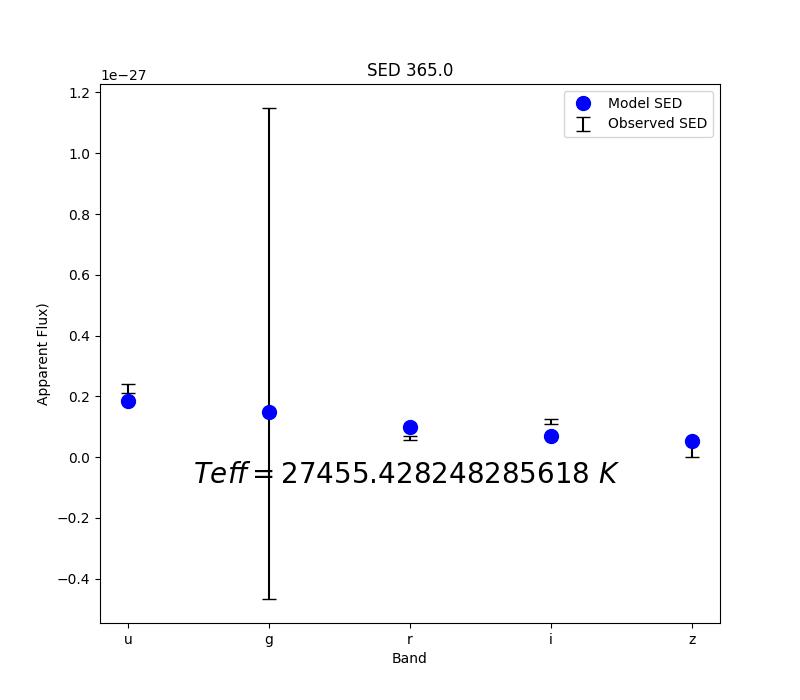 SED 365.0
1e−27
Model SED
Observed SED
1.2
1.0
0.8
0.6
0.4
0.2
0.0
−0.2
−0.4
Apparent Flux)
Teff = 27455.428248285618 K
u g r i z
Band